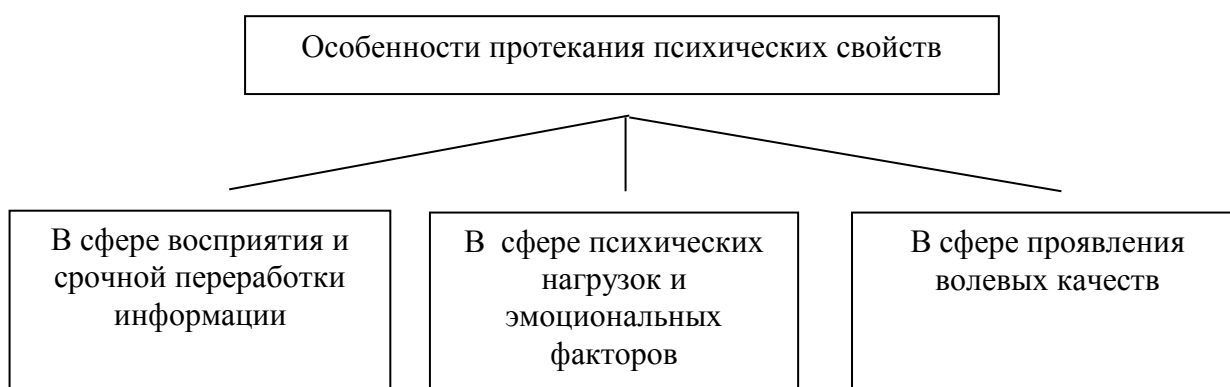 Особенности протекания психических свойств
В сфере восприятия и
срочной переработки
информации
В сфере психических
нагрузок и
эмоциональных
факторов
В сфере проявления
волевых качеств